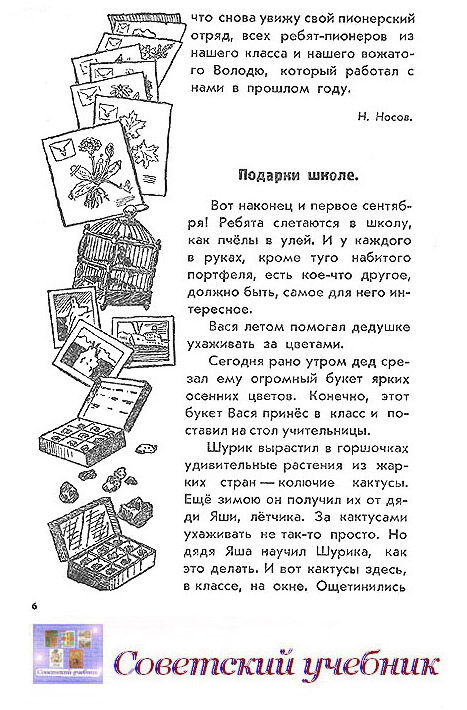 что снова увижу свой пионерский
отряд, всех ребят-пионеров из
нашего класса и нашего вожато-
го Володю, который работал с
нами в прошлом году.
Н. Носов.
Подарки школе.
Вот наконец и первое сентяб-
ря! Ребята слетаются в школу,
как пчёлы в улей. И у каждого
в руках, кроме туго набитого
портфеля, есть кое-что другое,
должно быть, самое для него ин-
тересное.
Вася летом помогал дедушке
ухаживать за цветами.
Сегодня рано утром дед сре-
зал ему огромный букет ярких
осенних цветов. Конечно, этот
букет Вася принёс в класс и по-
ставил на стол учительницы.
Шурик вырастил в горшочках
удивительные растения из жар-
ких стран — колючие кактусы.
Ещё зимою он получил их от дя-
ди Яши, лётчика. За кактусами
ухаживать не так-то просто. Но
дядя Яша научил Шурика, как
это делать. И вот кактусы здесь,
в классе, на окне. Ощетинились
6
Советский учебник
Советский учебник